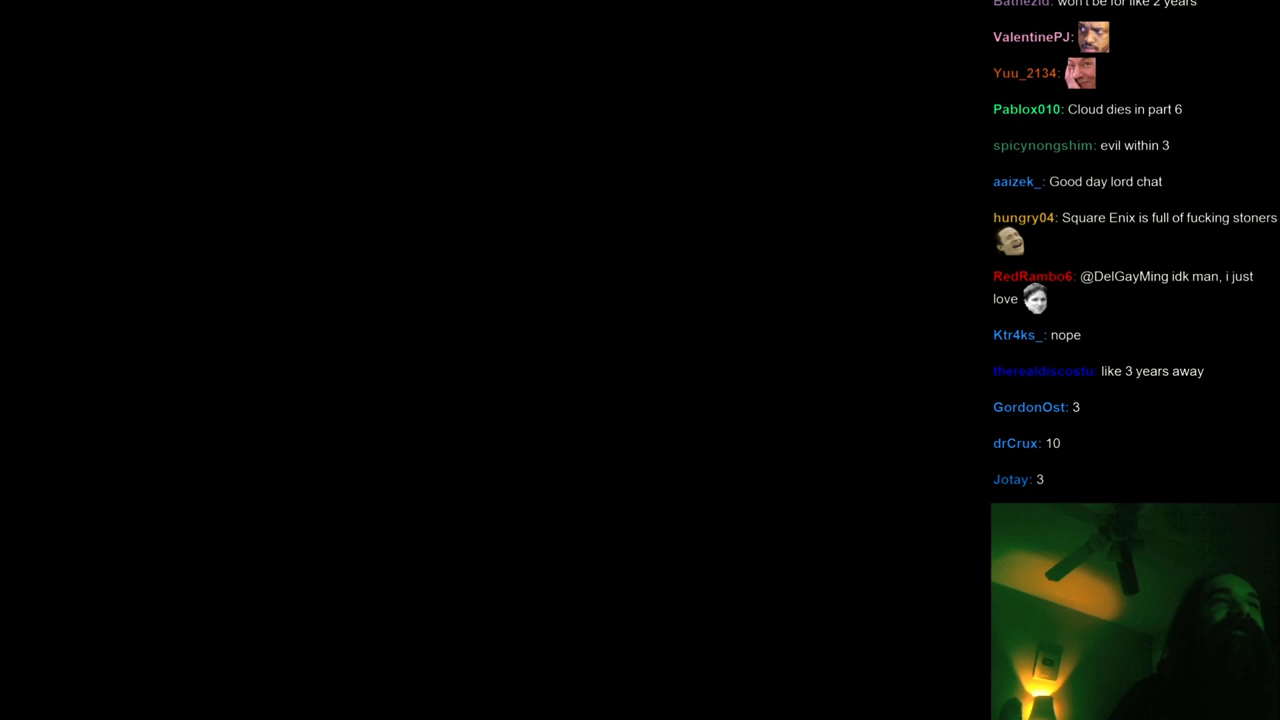 Bathezid: won't be for like 2 years
ValentinePJ:
Yuu_2134:
Pablox010: Cloud dies in part 6
spicynongshim: evil within 3
aaizek_: Good day lord chat
hungry04: Square Enix is full of fucking stoners
RedRambo6: @DelGayMing idk man, i just
love
Ktr4ks_: nope
therealdiscostu: like 3 years away
GordonOst: 3
drCrux: 10
Jotay: 3